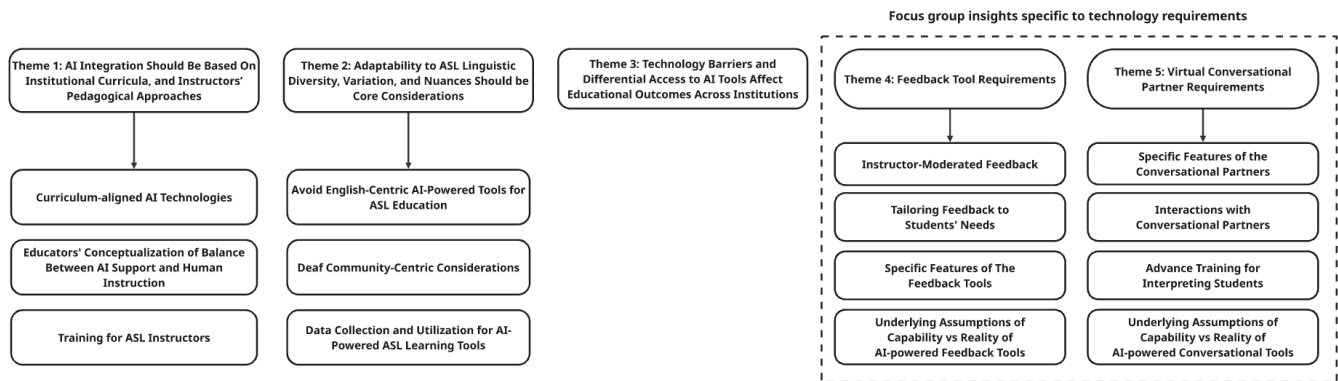 Focus group insights specific to technology requirements
Theme 1: AI Integration Should Be Based On
Institutional Curricula, and Instructors’
Pedagogical Approaches
Curriculum-aligned AI Technologies
Educators' Conceptualization of Balance
Between AI Support and Human
Instruction
Training for ASL Instructors
Theme 2: Adaptability to ASL Linguistic
Diversity, Variation, and Nuances Should be
Core Considerations
Avoid English-Centric AI-Powered Tools for
ASL Education
Deaf Community-Centric Considerations
Data Collection and Utilization for AI-
Powered ASL Learning Tools
Theme 3: Technology Barriers and
Differential Access to AI Tools Affect
Educational Outcomes Across Institutions
Theme 4: Feedback Tool Requirements
Instructor-Moderated Feedback
Tailoring Feedback to
Students' Needs
Specific Features of The
Feedback Tools
Underlying Assumptions of
Capability vs Reality of
AI-powered Feedback Tools
Theme 5: Virtual Conversational
Partner Requirements
Specific Features of the
Conversational Partners
Interactions with
Conversational Partners
Advance Training for
Interpreting Students
Underlying Assumptions of
Capability vs Reality of
AI-powered Conversational Tools